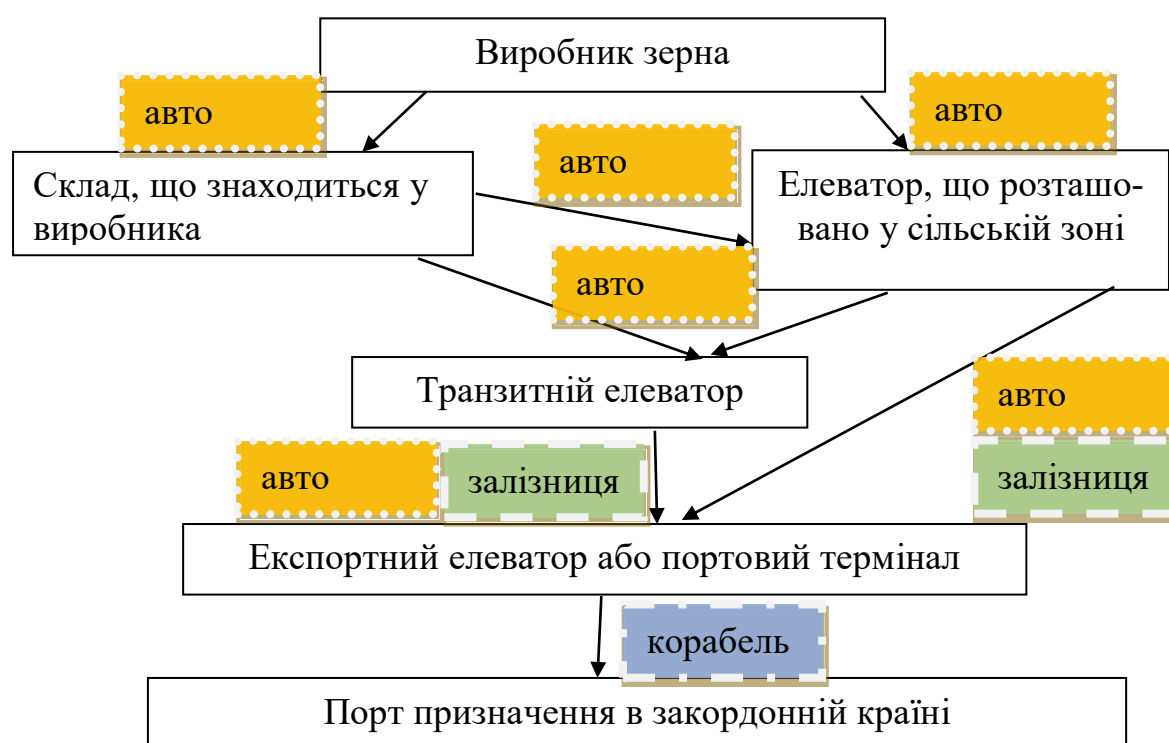 Виробник зерна
авто
авто
авто
Склад, що знаходиться у
виробника
Елеватор, що розташо-
вано у сільській зоні
авто
Транзитній елеватор
авто
авто
залізниця
залізниця
Експортний елеватор або портовий термінал
корабель
Порт призначення в закордонній країні